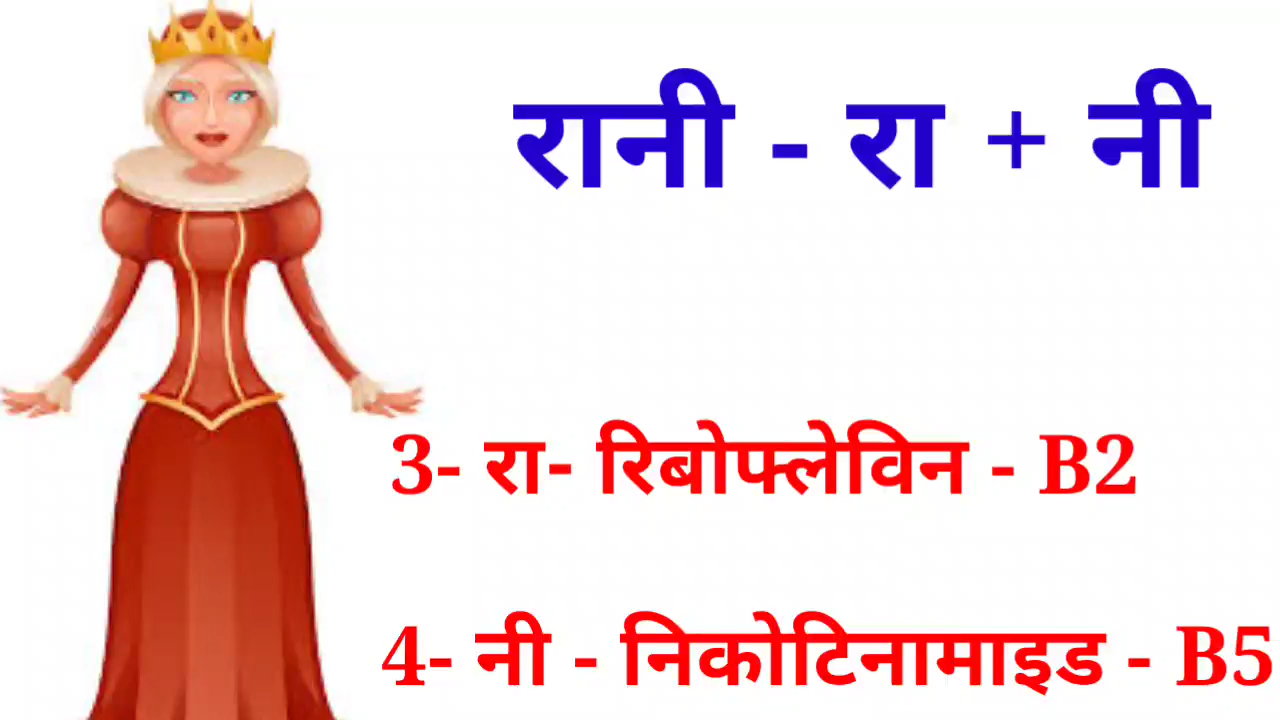 रानी - रा + नी
3- रा- रिबोफ्लेविन - B2
4- नी - निकोटिनामाइड - B5